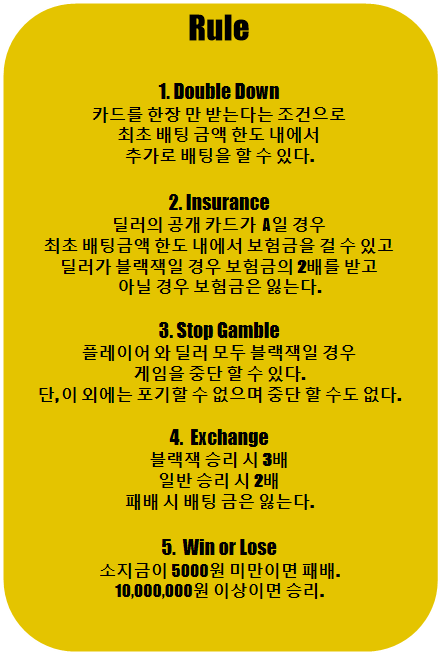 Rule
1. Double Down
카드를 한장 만 받는다는 조건으로
최초 배팅 금액 한도 내에서
추가로 배팅을 할 수 있다.
2. Insurance
딜러의 공개 카드가 A일 경우
최초 배팅금액 한도 내에서 보험금을 걸 수 있고
딜러가 블랙잭일 경우 보험금의 2배를 받고
아닐 경우 보험금은 잃는다.
3. Stop Gamble
플레이어 와 딜러 모두 블랙잭일 경우
게임을 중단 할 수 있다.
단, 이 외에는 포기할 수 없으며 중단 할 수도 없다.
4. Exchange
블랙잭 승리 시 3배
일반 승리 시 2배
패배 시 배팅 금은 잃는다.
5. Win or Lose
소지금이 5000원 미만이면 패배.
10,000,000원 이상이면 승리.